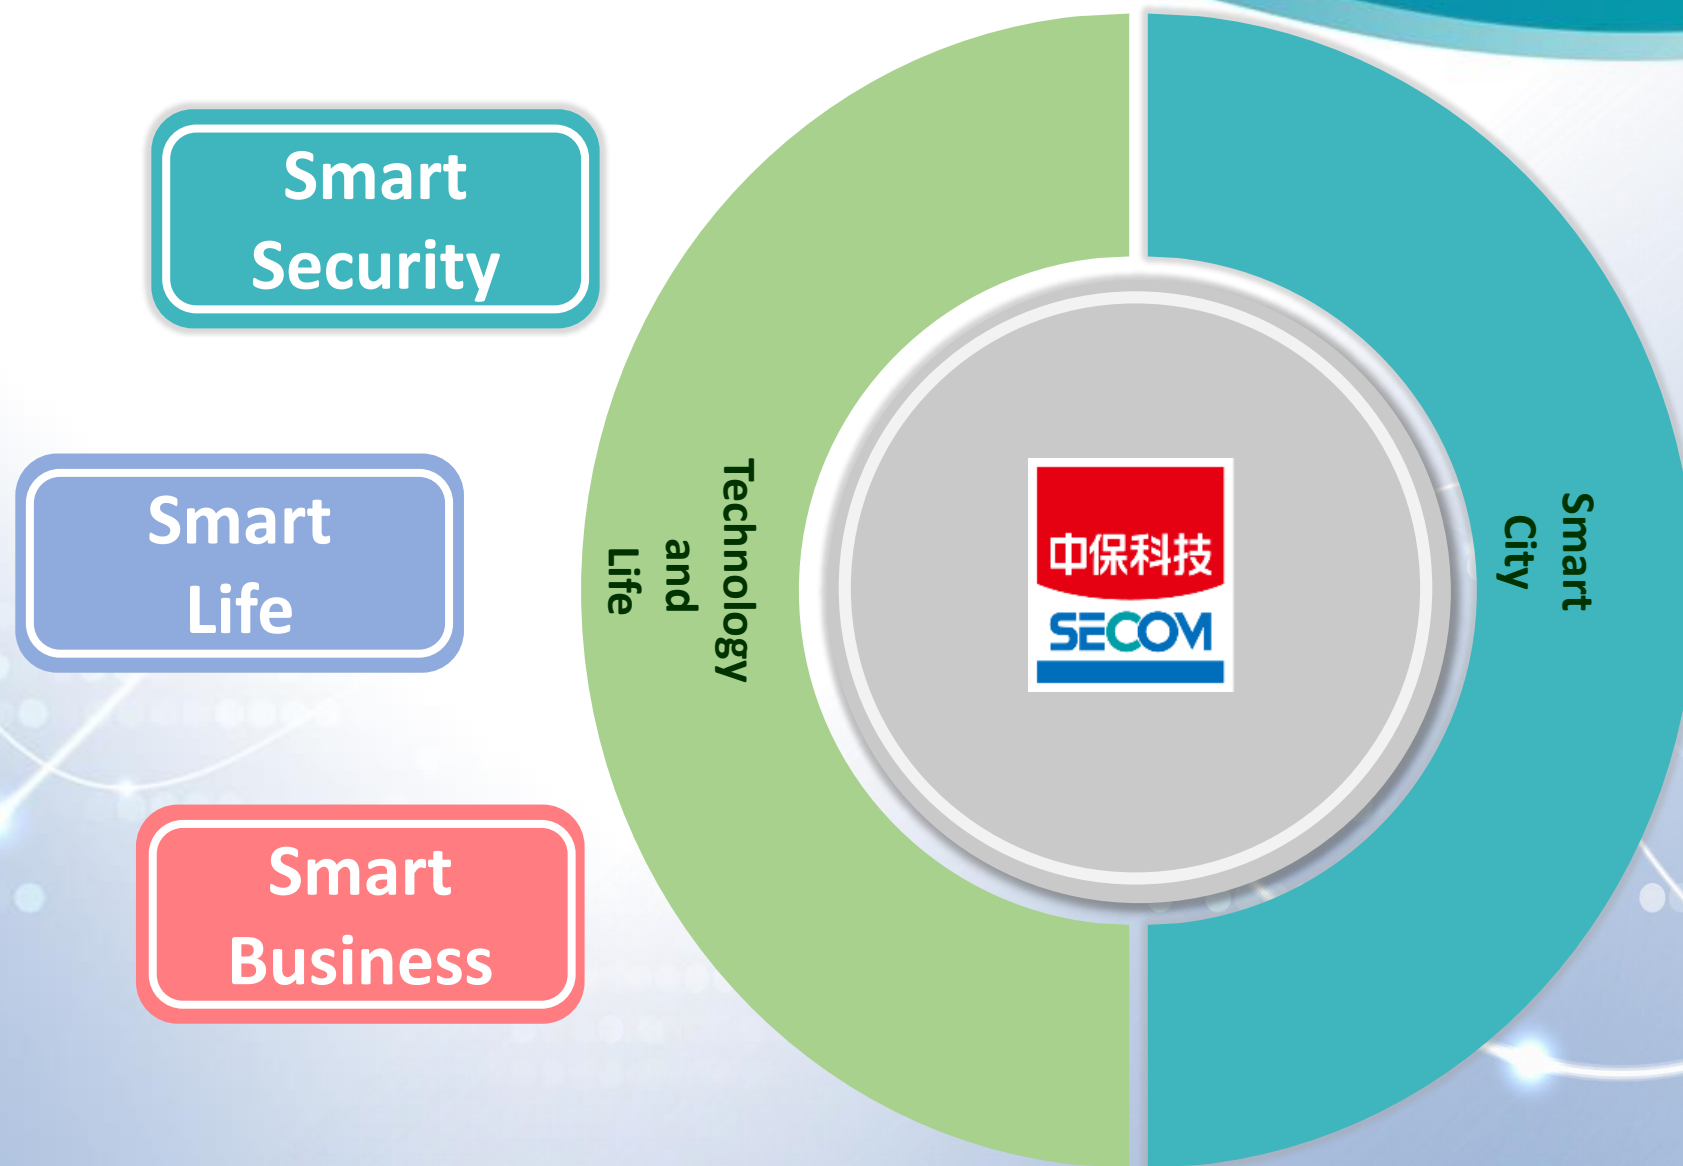 Smart
Security
Smart
Life
Smart
Business
Technology
and
Life
中保科技
SECOM
Smart
City